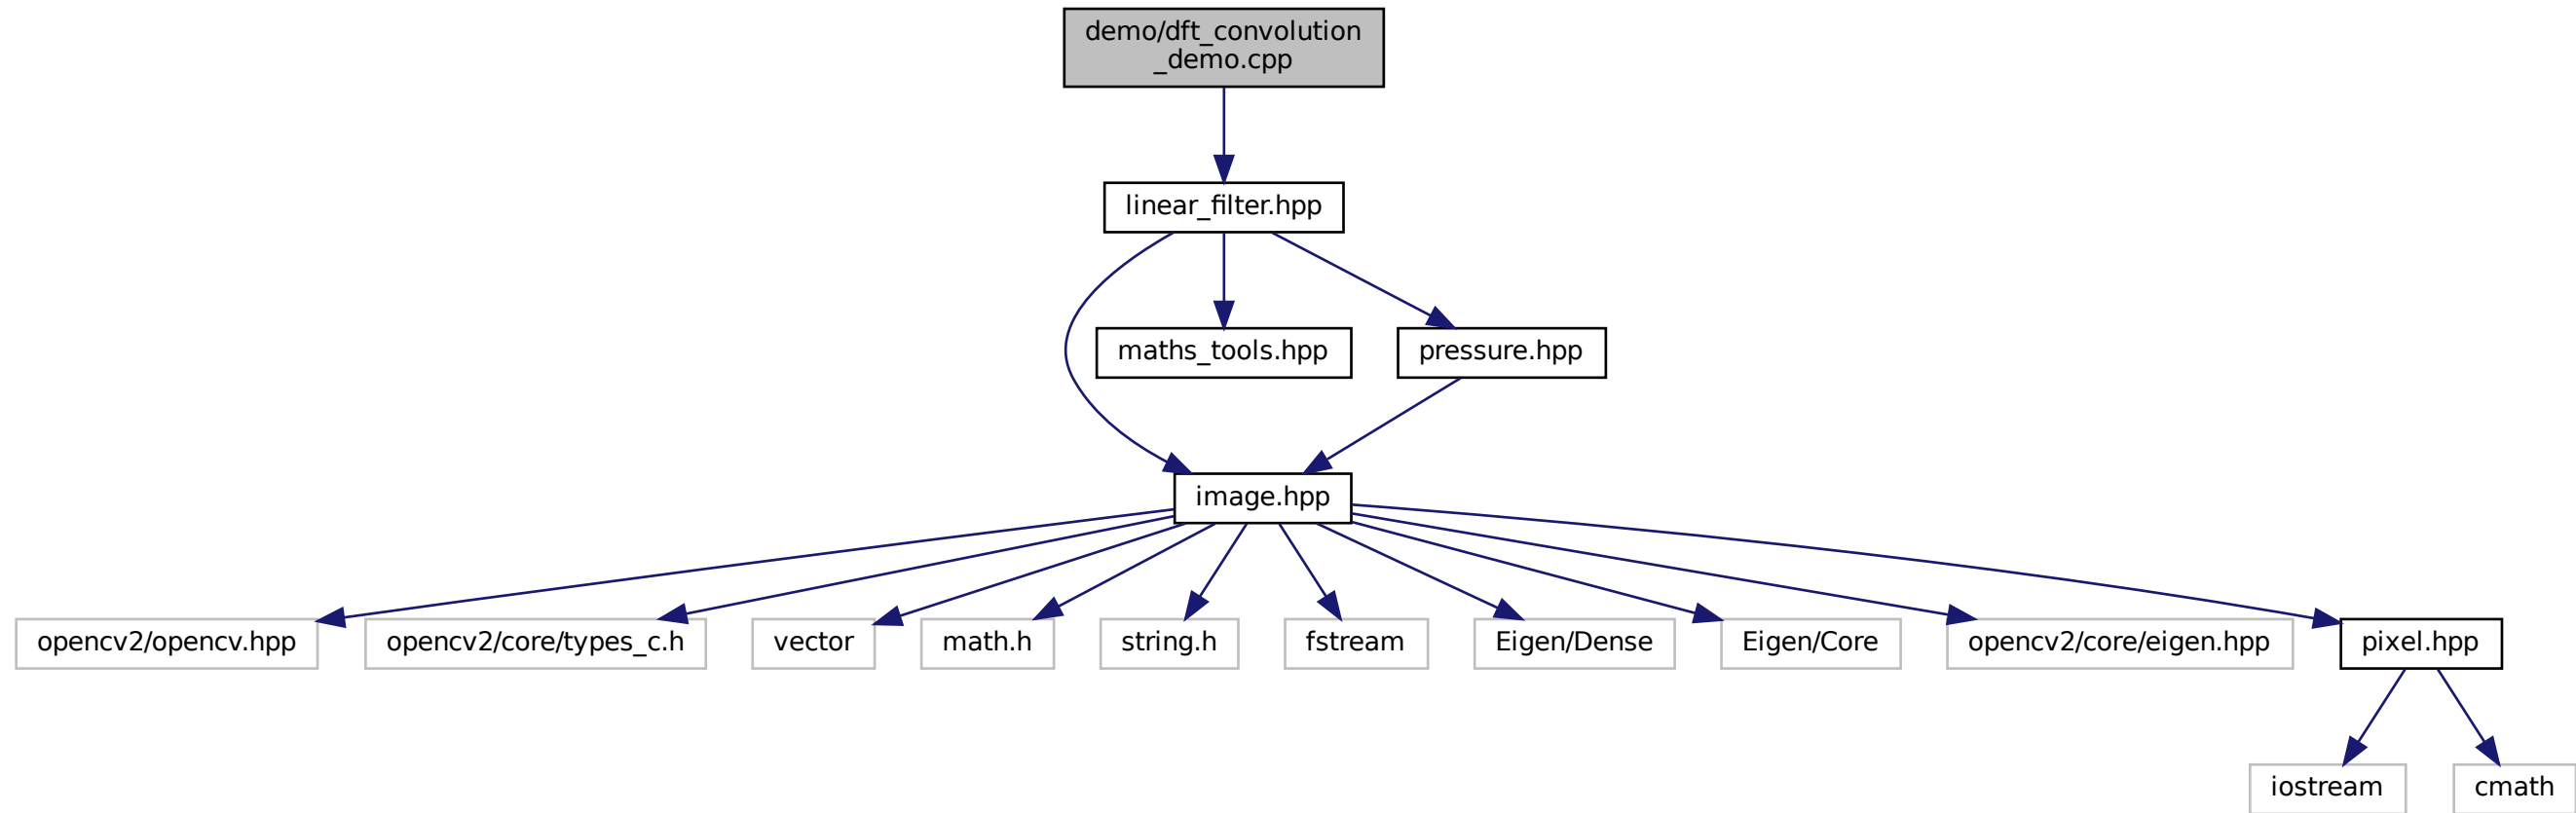 demo/dft_convolution
_demo.cpp
linear_filter.hpp
maths_tools.hpp
pressure.hpp
image.hpp
opencv2/opencv.hpp
opencv2/core/types_c.h
vector
math.h
string.h
fstream
Eigen/Dense
Eigen/Core
opencv2/core/eigen.hpp
pixel.hpp
iostream
cmath